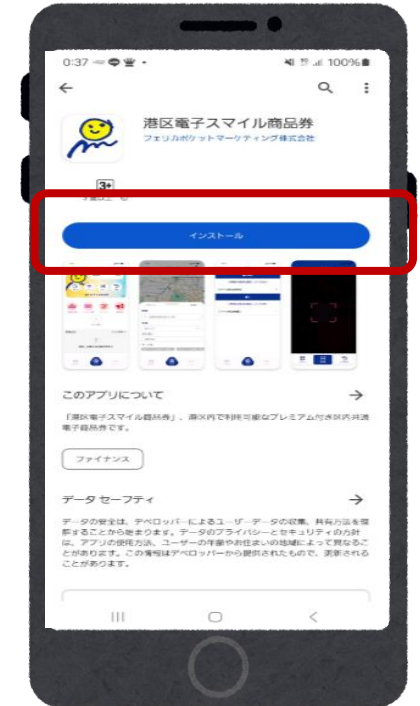 0:37
100%
港区電子スマイル商品券
フェリカポケットマーケティング株式会社
3+
3 歳以上
インストール
このアプリについて
「港区電子スマイル商品券」、港区内で利用可能なプレミアム付き区内共通
電子商品券です。
ファイナンス
データ セーフティ
データの安全は、デベロッパーによるユーザーデータの収集、共有方法を理
解することから始まります。データのプライバシーとセキュリティの方針
は、アプリの使用方法、ユーザーの年齢やお住まいの地域によって異なるこ
とがあります。この情報はデベロッパーから提供されたもので、更新される
ことがあります。